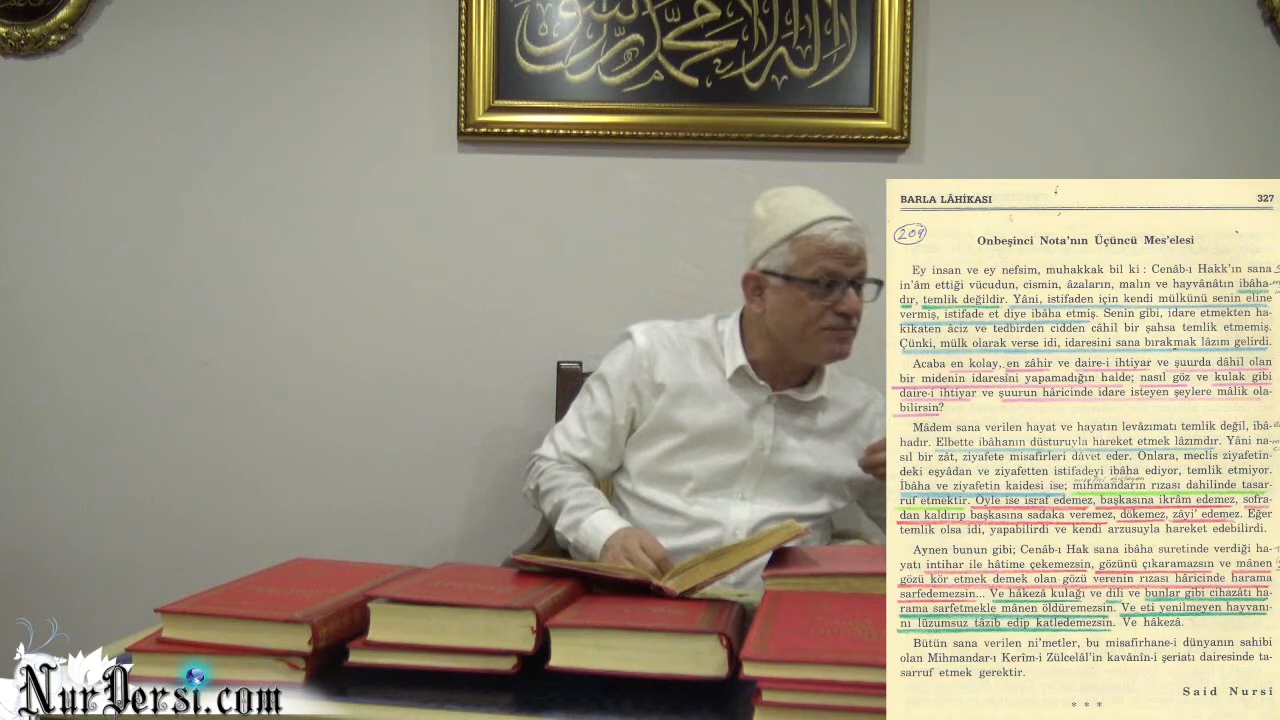 لا اله الا محمد رسول
BARLA LÂHİKASI 327
209
Onbeşinci Nota'nın Üçüncü Mes'elesi
Ey insan ve ey nefsim, muhakkak bil ki : Cenâb-ı Hakk'ın sana
in'âm ettiği vücudun, cismin, âzaların, malın ve hayvânâtın ibâha-
dır, temlik değildir. Yâni, istifaden için kendi mülkünü senin eline
vermiş, istifade et diye ibâha etmiş. Senin gibi, idare etmekten ha-
kikaten âciz ve tedbirden cidden câhil bir şahsa temlik etmemiş.
Çünki, mülk olarak verse idi, idaresini sana bırakmak lâzım gelirdi.
Acaba en kolay, en zâhir ve daire-i ihtiyar ve şuurda dâhil olan
bir midenin idaresini yapamadığın halde; nasıl göz ve kulak gibi
daire-i ihtiyar ve şuurun hâricinde idare isteyen şeylere mâlik ola-
bilirsin?
Mâdem sana verilen hayat ve hayatın levâzımatı temlik değil, ibâ-
hadır. Elbette ibâhanın düsturuyla hareket etmek lâzımdır. Yâni na-
sıl bir zât, ziyafete misafirleri dâvet eder. Onlara, meclis ziyafetin-
deki eşyâdan ve ziyafetten istifadeyi ibâha ediyor, temlik etmiyor.
İbâha ve ziyafetin kaidesi ise; mihmandarın rızası dahilinde tasar-
ruf etmektir. Öyle ise israf edemez, başkasına ikrâm edemez, sofra-
dan kaldırıp başkasına sadaka veremez, dökemez, zâyi' edemez. Eğer
temlik olsa idi, yapabilirdi ve kendi arzusuyla hareket edebilirdi.
Aynen bunun gibi; Cenâb-ı Hak sana ibâha suretinde verdiği ha-
yatı intihar ile hâtime çekemezsin, gözünü çıkaramazsın ve mânen
gözü kör etmek demek olan gözü verenin rızası hâricinde harama
sarfedemezsin... Ve hâkezâ kulağı ve dili ve bunlar gibi cihazâtı ha-
rama sarfetmekle mânen öldüremezsin. Ve eti yenilmeyen hayvanı-
nı lüzumsuz tâzib edip katledemezsin. Ve hâkezâ.
Bütün sana verilen ni'metler, bu misafirhane-i dünyanın sahibi
olan Mihmandar-ı Kerîm-i Zülcelâl'in kavânîn-i şeriatı dairesinde ta-
sarruf etmek gerektir.
Said Nursî
* * *
NurDersi.com